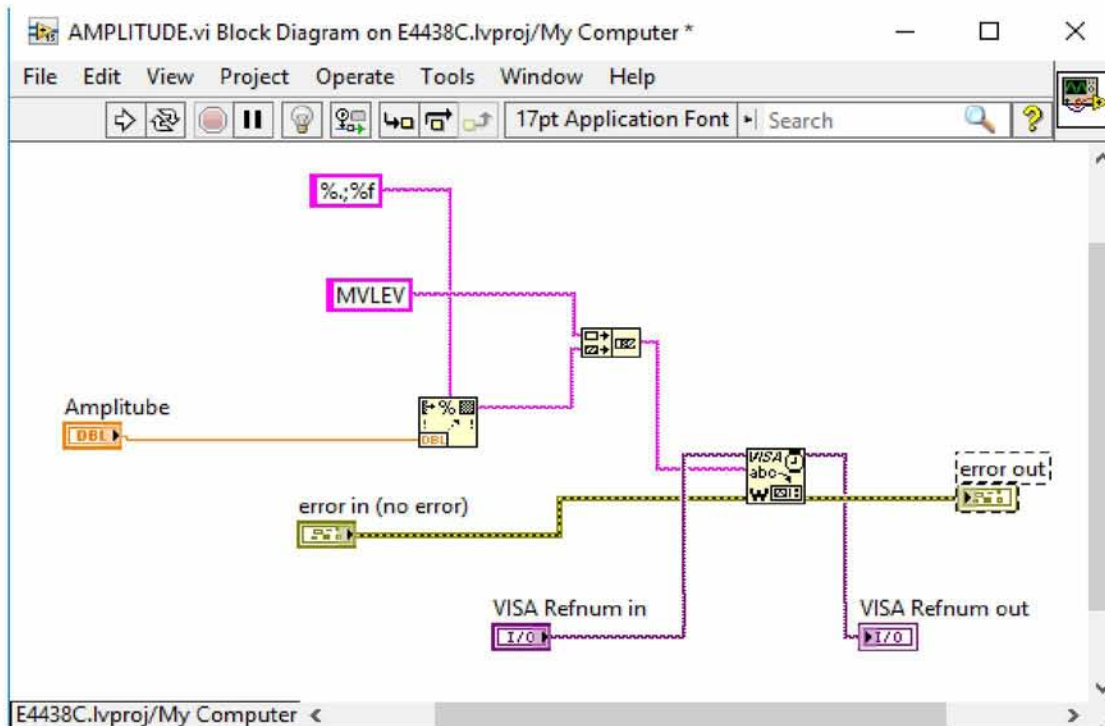 AMPLITUDE.vi Block Diagram on E4438C.lvproj/My Computer *
File Edit View Project Operate Tools Window Help
17pt Application Font Search
%.;%f
MVLEV
Amplitube
DBL
% !
DBL
VISA
abc
W
error out
error in (no error)
VISA Refnum in
VISA Refnum out
I/O
I/O
E4438C.lvproj/My Computer